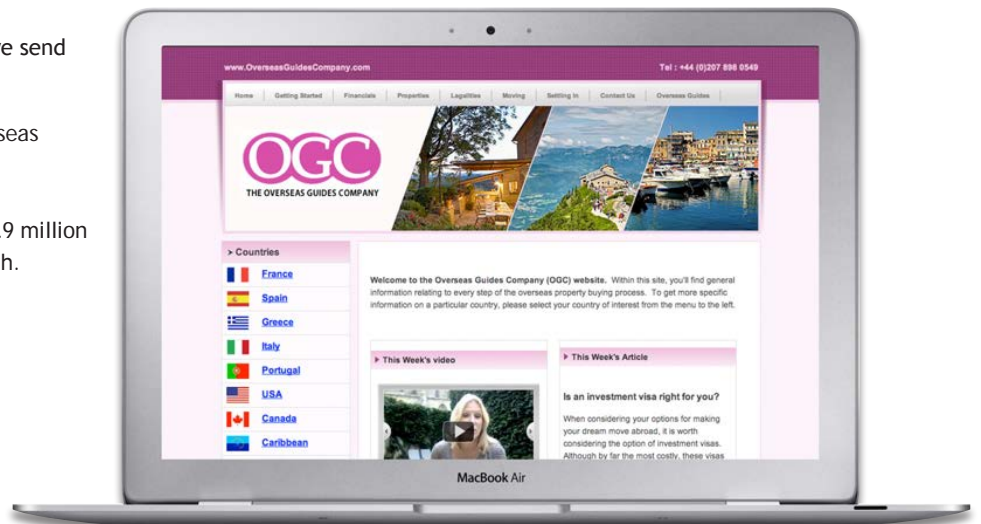 e send
seas
.9 million
h.
www.OverseasGuidesCompany.com
Tel : +44 (0)207 898 0549
Home
Getting Started
Financials
Properties
Legalities
Moving
Settling In
Contact Us
Overseas Guides
OGC
THE OVERSEAS GUIDES COMPANY
> Countries
France
Spain
Greece
Italy
Portugal
USA
Canada
Caribbean
Welcome to the Overseas Guides Company (OGC) website. Within this site, you'll find general
information relating to every step of the overseas property buying process. To get more specific
information on a particular country, please select your country of interest from the menu to the left.
This Week's video
This Week's Article
Is an investment visa right for you?
When considering your options for making
your dream move abroad, it is worth
considering the option of investment visas.
Although by far the most costly, these visas
MacBook Air